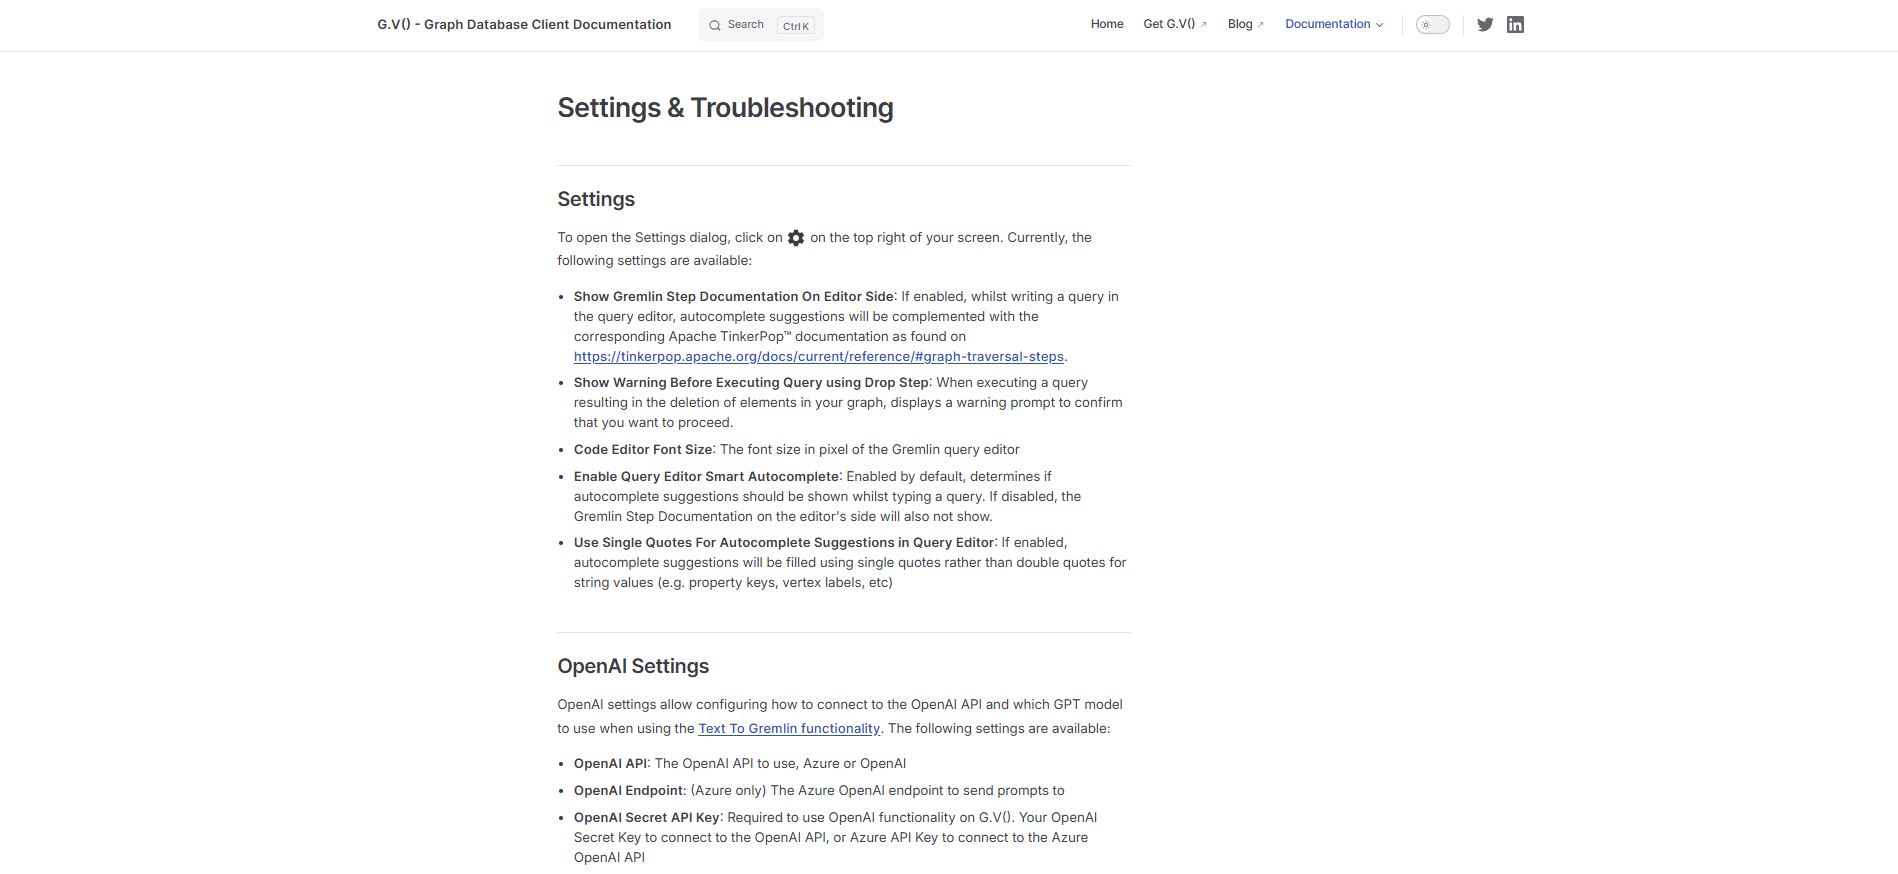 G.V() - Graph Database Client Documentation
Search
Ctrl K
Home
Get G.V()
Blog
Documentation
Settings & Troubleshooting
Settings
To open the Settings dialog, click on on the top right of your screen. Currently, the
following settings are available:
• Show Gremlin Step Documentation On Editor Side: If enabled, whilst writing a query in
the query editor, autocomplete suggestions will be complemented with the
corresponding Apache TinkerPop™ documentation as found on
https://tinkerpop.apache.org/docs/current/reference/#graph-traversal-steps.
• Show Warning Before Executing Query using Drop Step: When executing a query
resulting in the deletion of elements in your graph, displays a warning prompt to confirm
that you want to proceed.
• Code Editor Font Size: The font size in pixel of the Gremlin query editor
• Enable Query Editor Smart Autocomplete: Enabled by default, determines if
autocomplete suggestions should be shown whilst typing a query. If disabled, the
Gremlin Step Documentation on the editor's side will also not show.
• Use Single Quotes For Autocomplete Suggestions in Query Editor: If enabled,
autocomplete suggestions will be filled using single quotes rather than double quotes for
string values (e.g. property keys, vertex labels, etc)
OpenAI Settings
OpenAI settings allow configuring how to connect to the OpenAI API and which GPT model
to use when using the Text To Gremlin functionality. The following settings are available:
• OpenAI API: The OpenAI API to use, Azure or OpenAI
• OpenAI Endpoint: (Azure only) The Azure OpenAI endpoint to send prompts to
• OpenAI Secret API Key: Required to use OpenAI functionality on G.V(). Your OpenAI
Secret Key to connect to the OpenAI API, or Azure API Key to connect to the Azure
OpenAI API